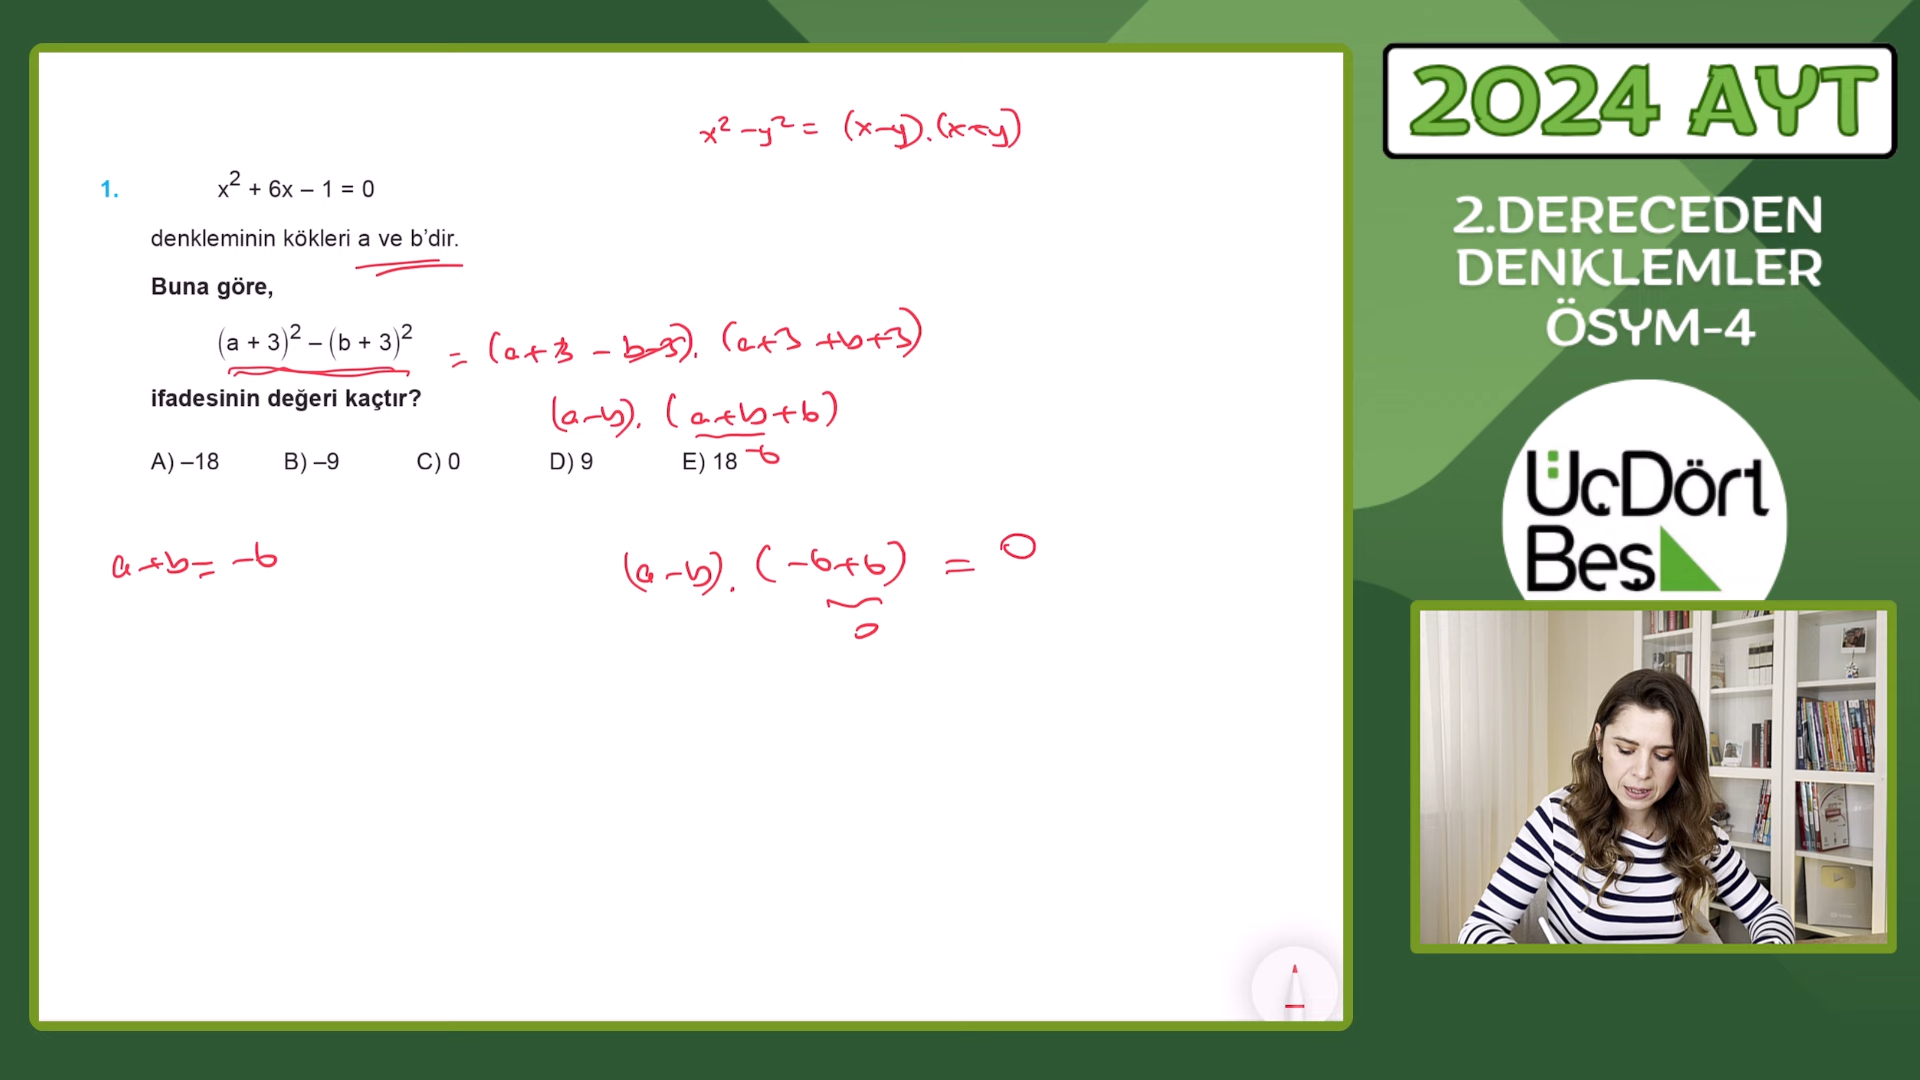 x² – y² = (x–y).(x+y)
1. x² + 6x – 1 = 0
denkleminin kökleri a ve b’dir.
Buna göre,
(a + 3)² – (b + 3)² = (a+3 – b–3). (a+3 +b+3)
ifadesinin değeri kaçtır?
(a–b). (a+b+6)
–6
A) –18 B) –9 C) 0 D) 9 E) 18
a+b= –6
(a–b). (–6+6) = 0
0
2024 AYT
2.DERECEDEN
DENKLEMLER
ÖSYM-4
ÜçDört
Beş